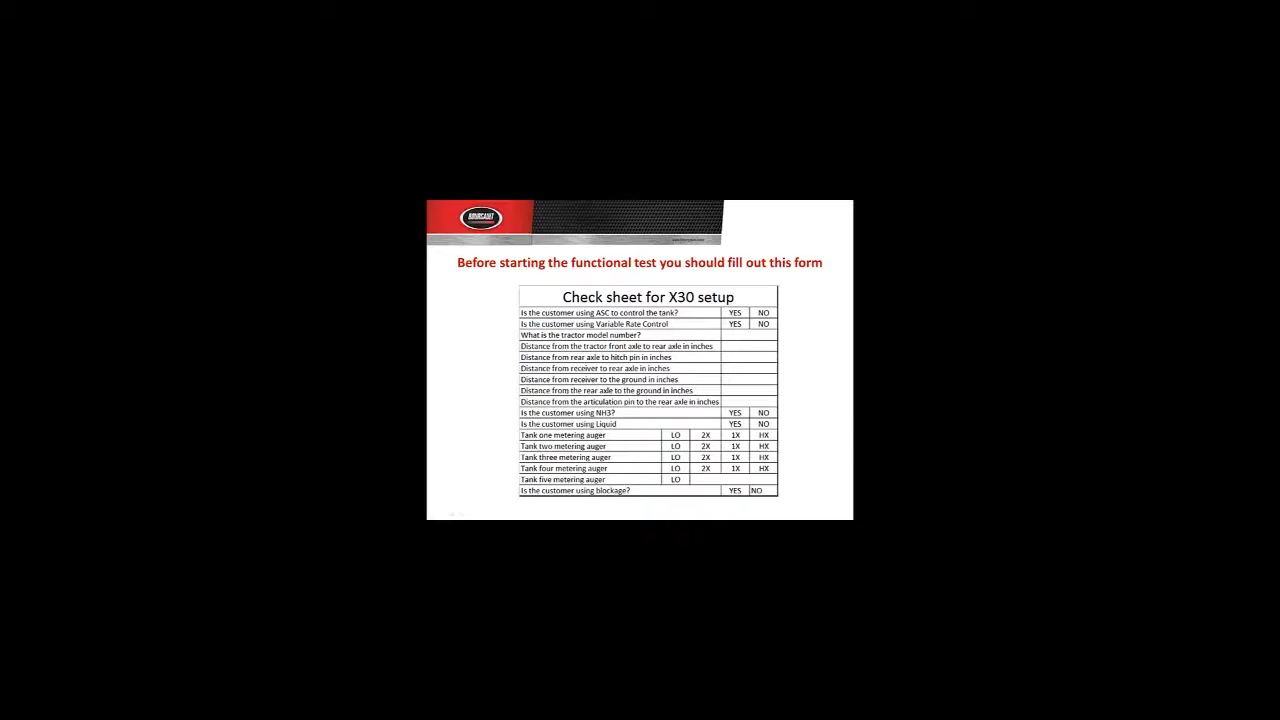 BOURGAULT
Before starting the functional test you should fill out this form
Check sheet for X30 setup
Is the customer using ASC to control the tank? YES NO
Is the customer using Variable Rate Control YES NO
What is the tractor model number?
Distance from the tractor front axle to rear axle in inches
Distance from rear axle to hitch pin in inches
Distance from receiver to rear axle in inches
Distance from receiver to the ground in inches
Distance from the rear axle to the ground in inches
Distance from the articulation pin to the rear axle in inches
Is the customer using NH3? YES NO
Is the customer using Liquid YES NO
Tank one metering auger LO 2X 1X HX
Tank two metering auger LO 2X 1X HX
Tank three metering auger LO 2X 1X HX
Tank four metering auger LO 2X 1X HX
Tank five metering auger LO
Is the customer using blockage? YES NO